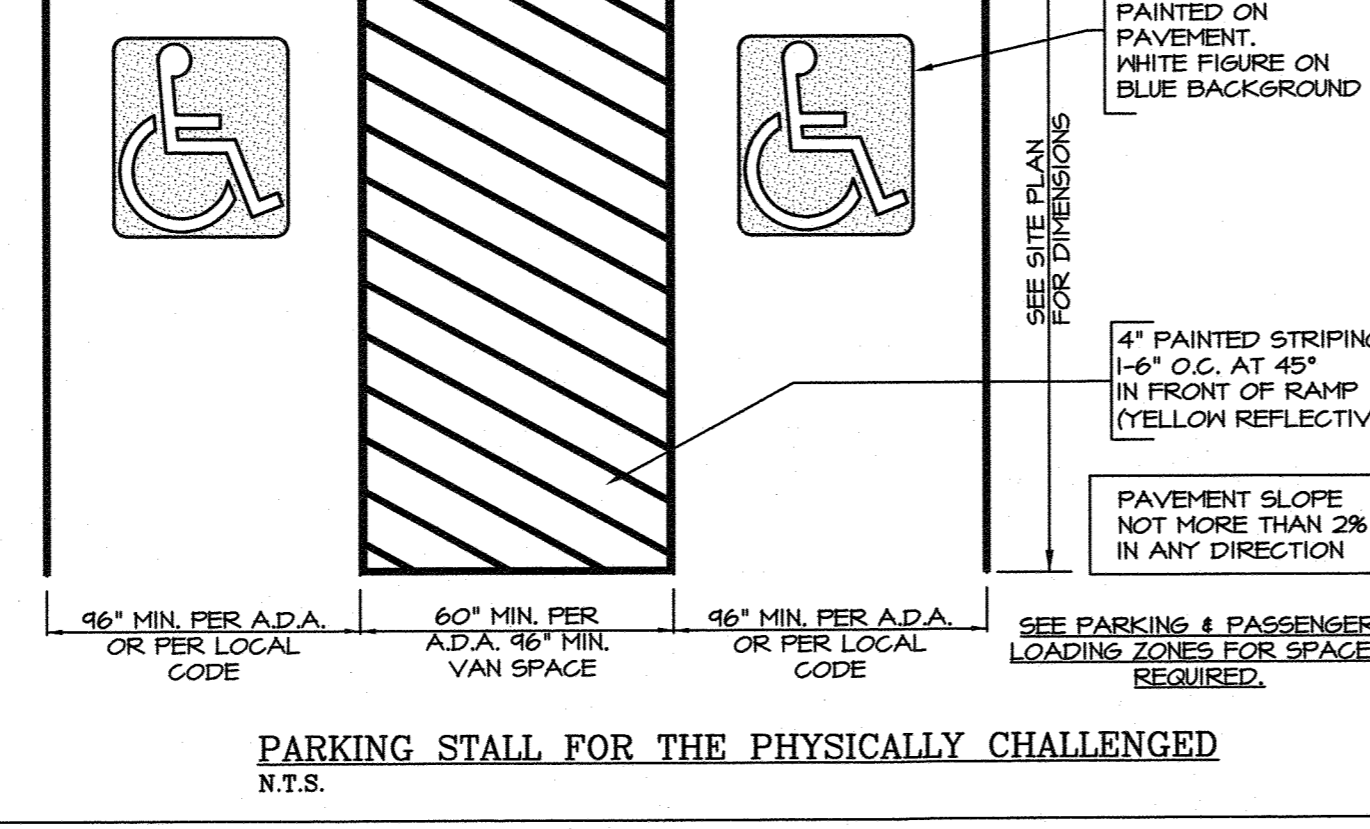 PAINTED ON
PAVEMENT.
WHITE FIGURE ON
BLUE BACKGROUND
SEE SITE PLAN
FOR DIMENSIONS
4" PAINTED STRIPING
1-6" O.C. AT 45°
IN FRONT OF RAMP
(YELLOW REFLECTIV
PAVEMENT SLOPE
NOT MORE THAN 2%
IN ANY DIRECTION
96" MIN. PER A.D.A.
OR PER LOCAL
CODE
60" MIN. PER
A.D.A. 96" MIN.
VAN SPACE
96" MIN. PER A.D.A.
OR PER LOCAL
CODE
SEE PARKING & PASSENGER
LOADING ZONES FOR SPACE
REQUIRED.
PARKING STALL FOR THE PHYSICALLY CHALLENGED
N.T.S.